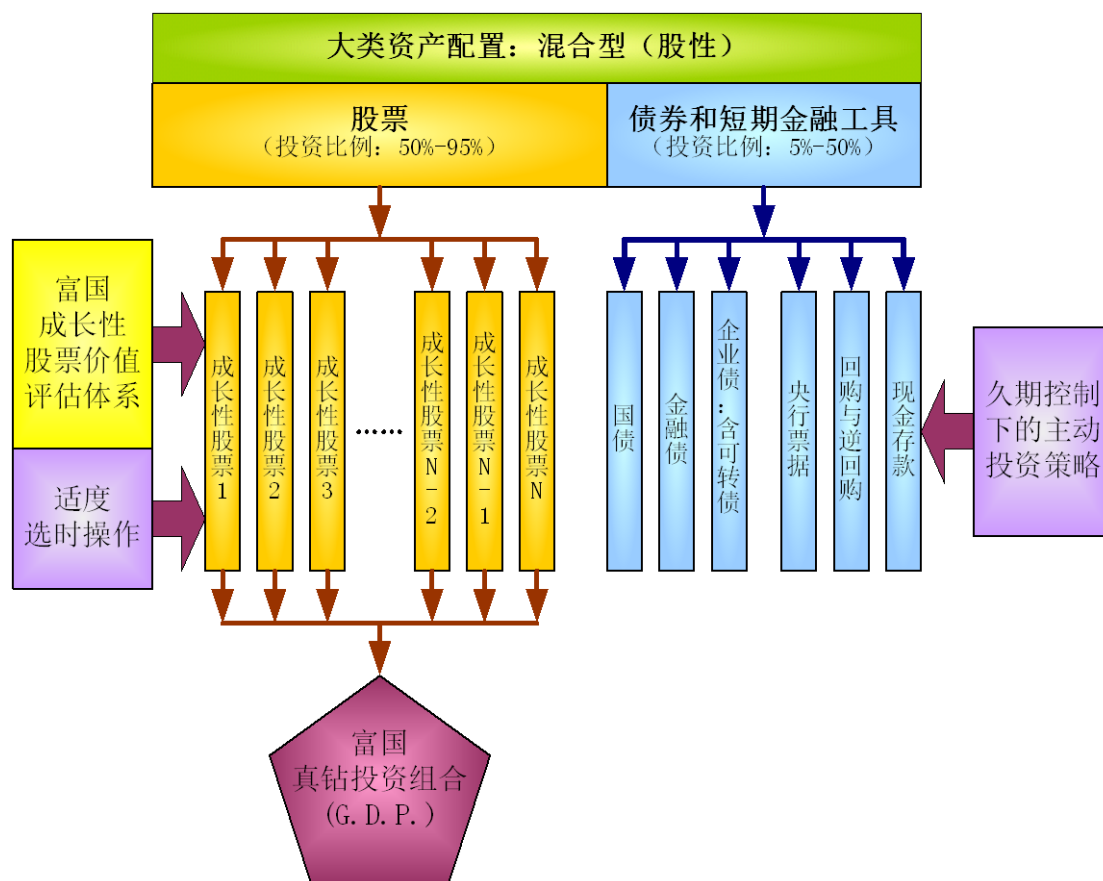 大类资产配置：混合型（股性）
股票
（投资比例：50%-95%）
债券和短期金融工具
（投资比例：5%-50%）
富国
成长性
股票价值
评估体系
适度
选时操作
成长性股票1
成长性股票2
成长性股票3
……
成长性股票N-2
成长性股票N-1
成长性股票N
国债
金融债
企业债：含可转债
央行票据
回购与逆回购
现金存款
久期控制
下的主动
投资策略
富国
真钻投资组合
(G.D.P.)